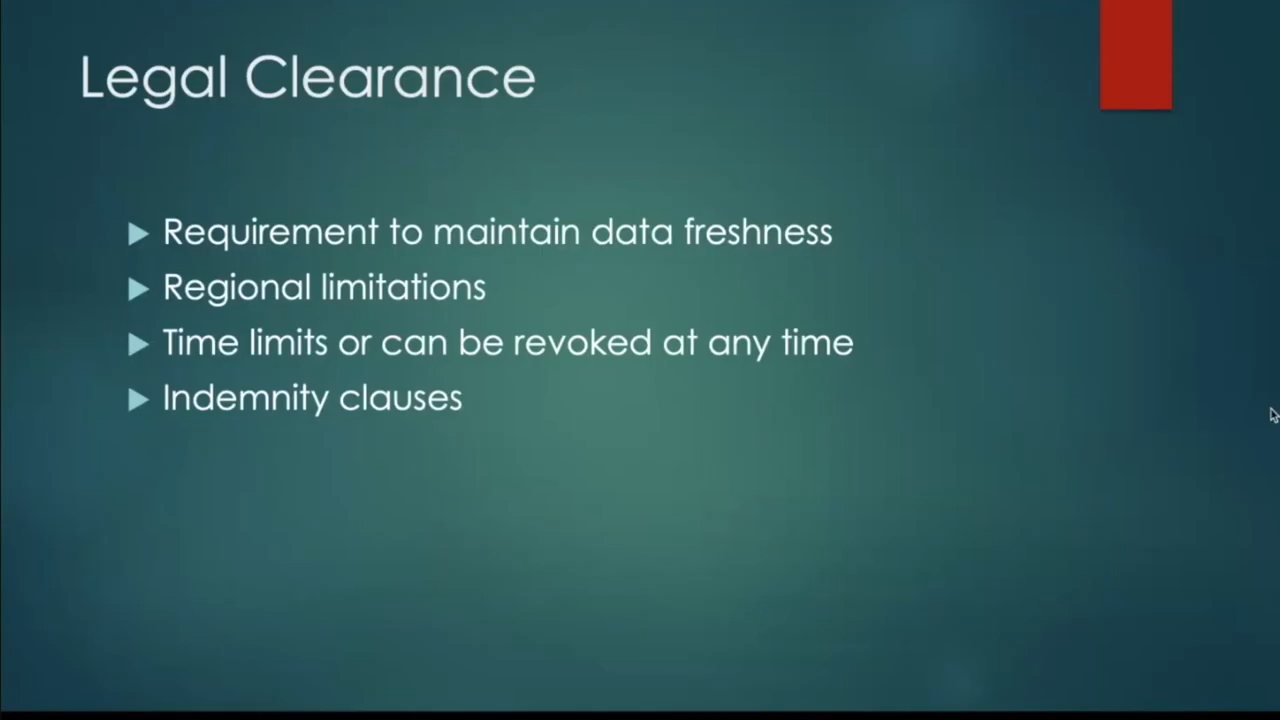 Legal Clearance
Requirement to maintain data freshness
Regional limitations
Time limits or can be revoked at any time
Indemnity clauses